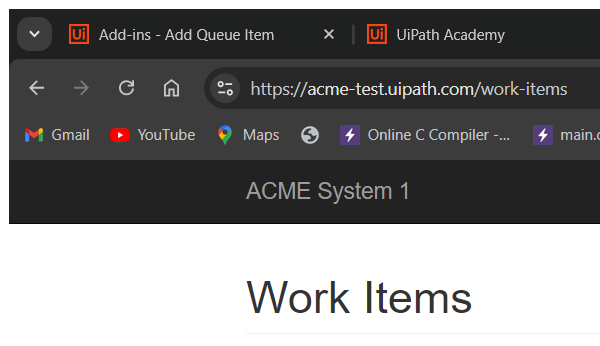 Ui Add-ins - Add Queue Item Ui UiPath Academy
https://acme-test.uipath.com/work-items
Gmail YouTube Maps Online C Compiler -... main.c
ACME System 1
Work Items